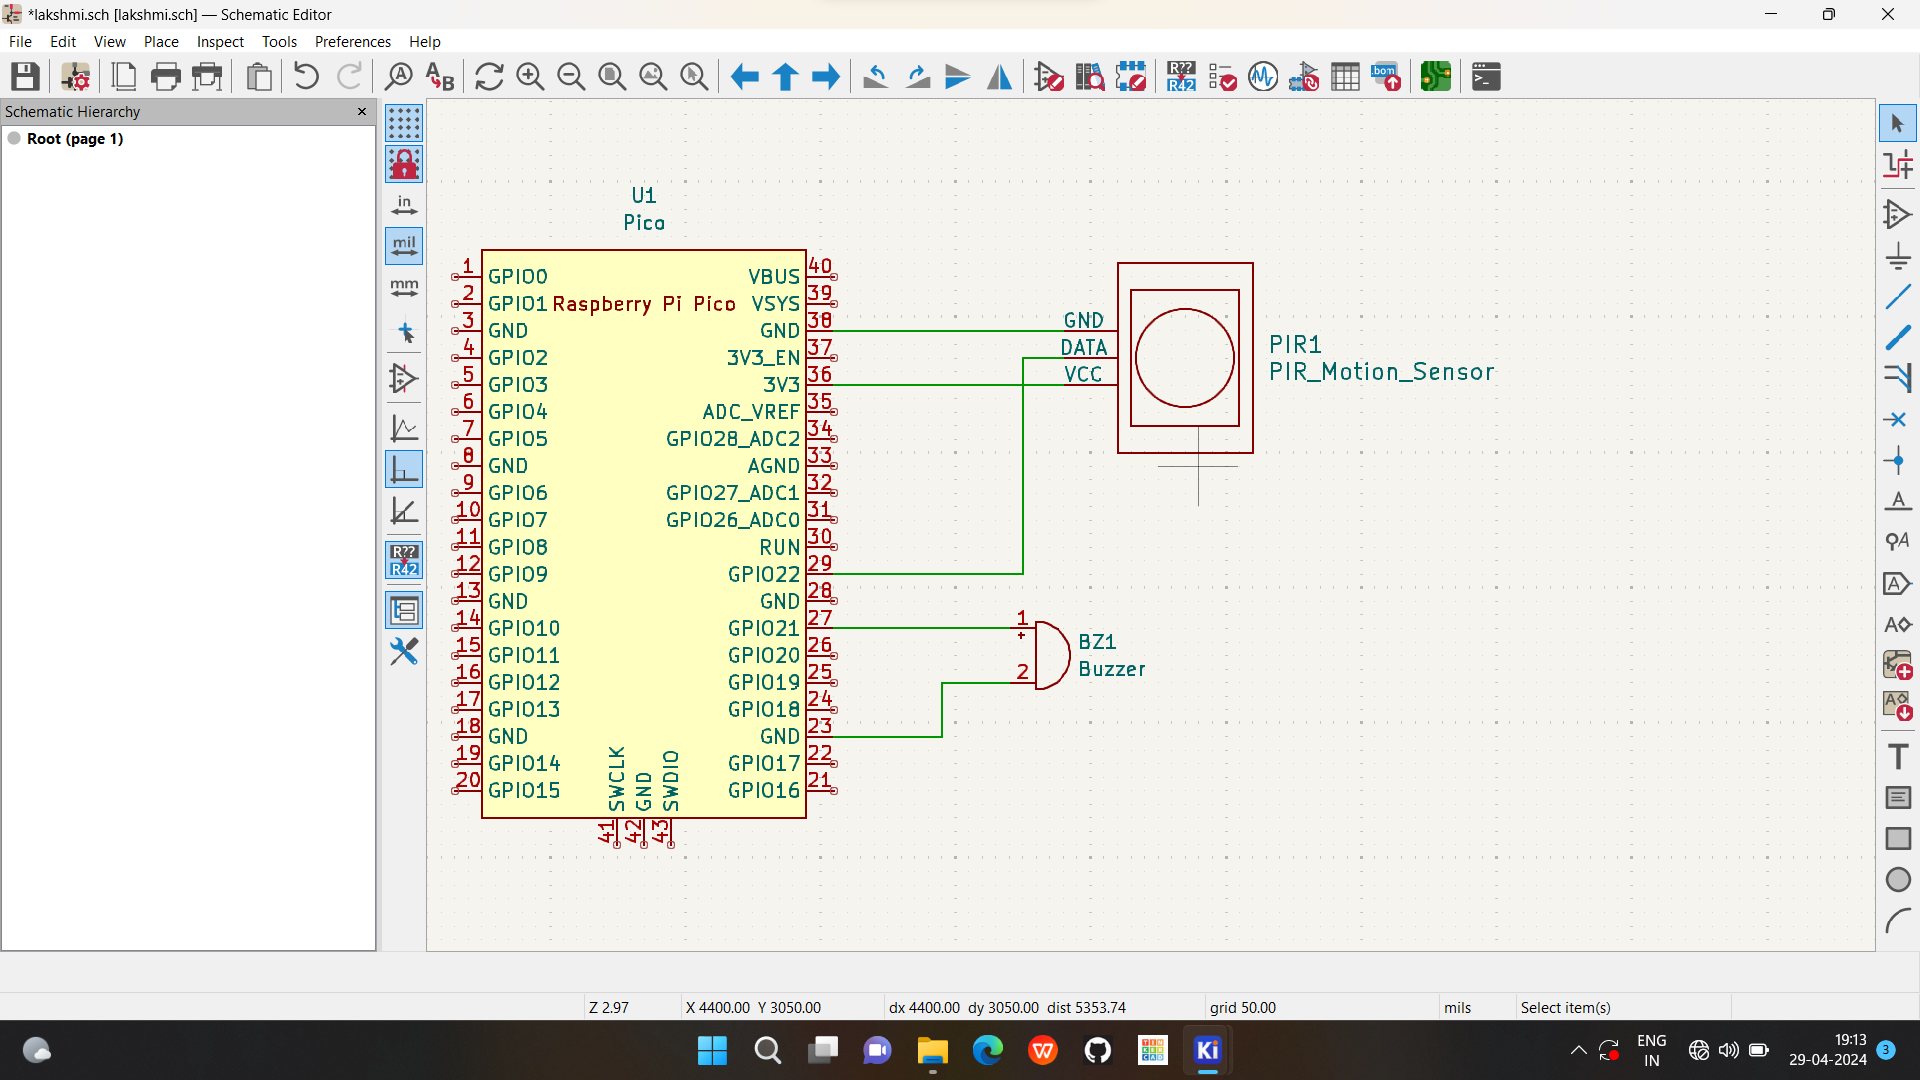 *lakshmi.sch [lakshmi.sch] — Schematic Editor
File Edit View Place Inspect Tools Preferences Help
Schematic Hierarchy
Root (page 1)
in
mil
mm
R??
R42
R??
R42
.bom
U1
Pico
Raspberry Pi Pico
1 GPIO0
2 GPIO1
3 GND
4 GPIO2
5 GPIO3
6 GPIO4
7 GPIO5
8 GND
9 GPIO6
10 GPIO7
11 GPIO8
12 GPIO9
13 GND
14 GPIO10
15 GPIO11
16 GPIO12
17 GPIO13
18 GND
19 GPIO14
20 GPIO15
VBUS 40
VSYS 39
GND 38
3V3_EN 37
3V3 36
ADC_VREF 35
GPIO28_ADC2 34
AGND 33
GPIO27_ADC1 32
GPIO26_ADC0 31
RUN 30
GPIO22 29
GND 28
GPIO21 27
GPIO20 26
GPIO19 25
GPIO18 24
GND 23
GPIO17 22
GPIO16 21
SWCLK 41
GND 42
SWDIO 43
GND
DATA
VCC
PIR1
PIR_Motion_Sensor
1
+
2
BZ1
Buzzer
Z 2.97 X 4400.00 Y 3050.00 dx 4400.00 dy 3050.00 dist 5353.74 grid 50.00 mils Select item(s)
Ki
TINKERCAD
ENG
IN
19:13
29-04-2024
3